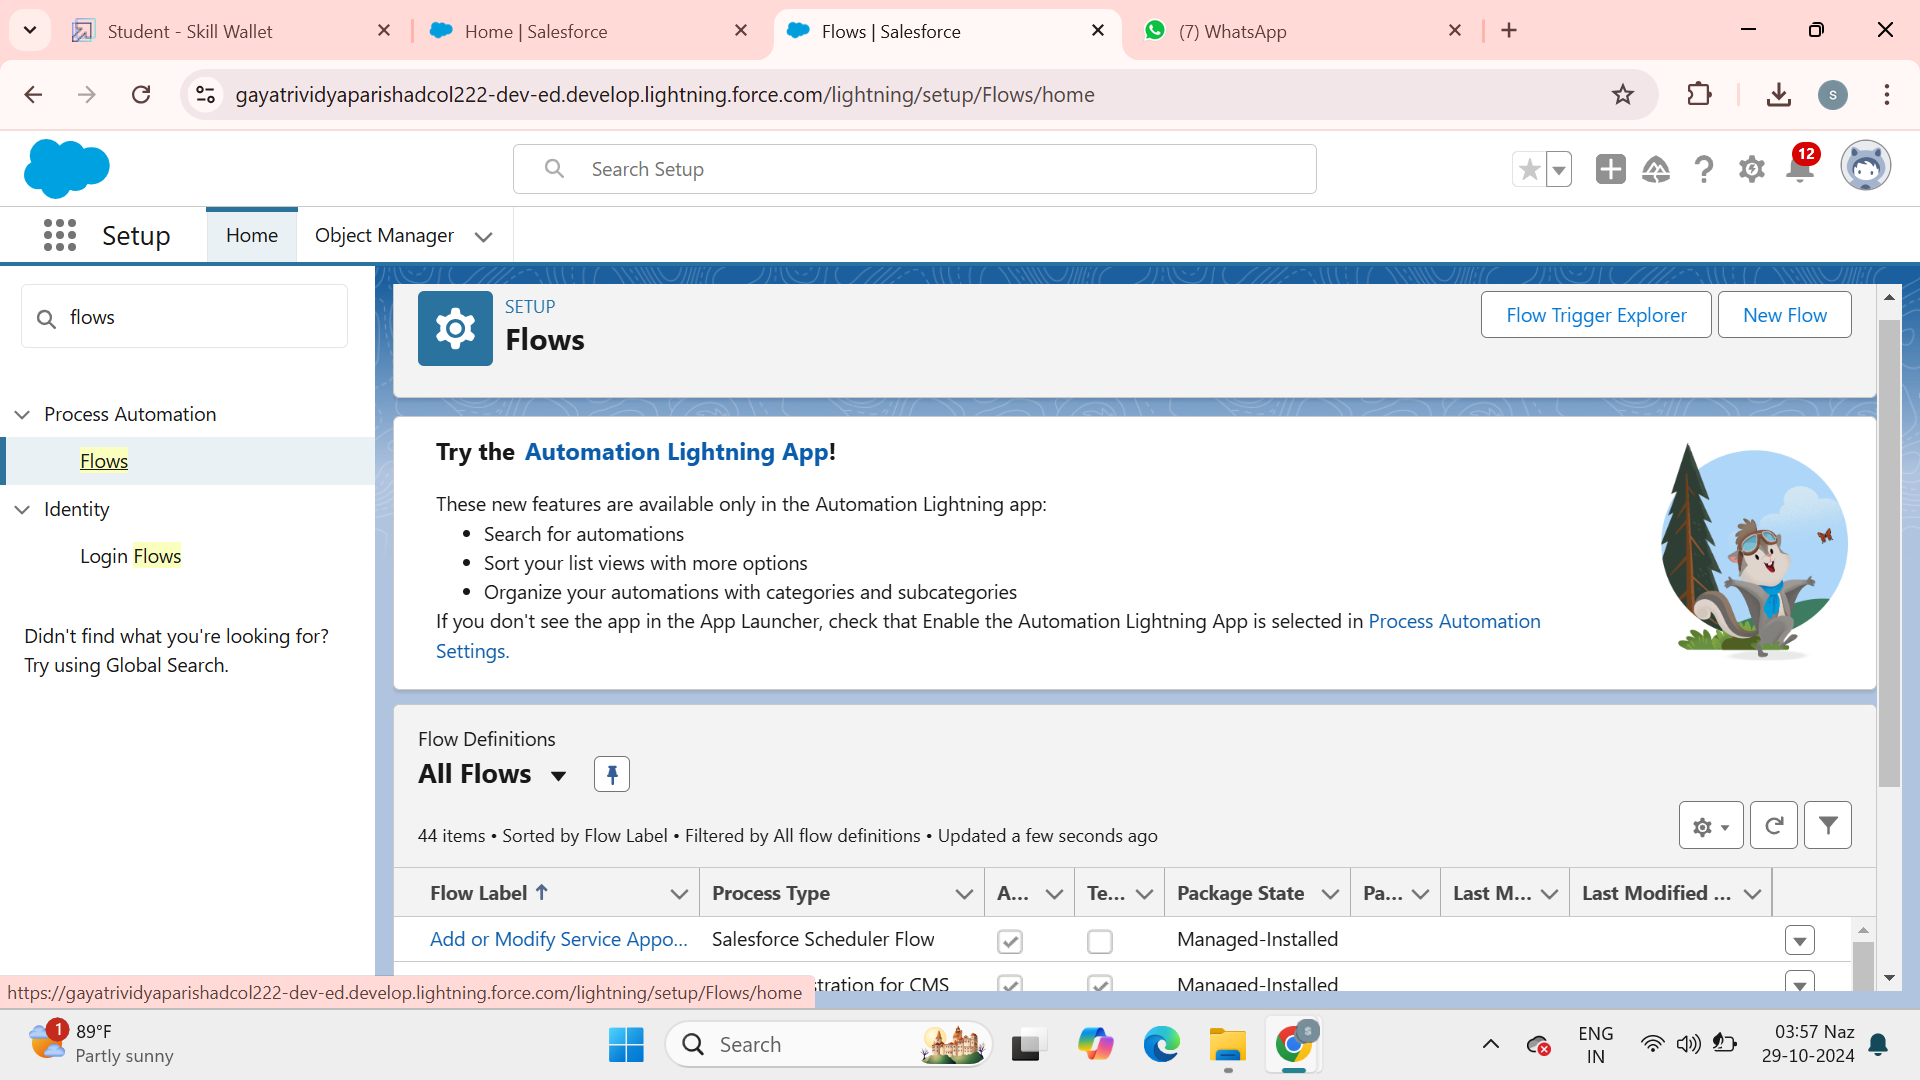 Student - Skill Wallet
Home | Salesforce
Flows | Salesforce
(7) WhatsApp
gayatrividyaparishadcol222-dev-ed.develop.lightning.force.com/lightning/setup/Flows/home
s
Search Setup
12
Setup
Home
Object Manager
flows
Process Automation
Flows
Identity
Login Flows
Didn't find what you're looking for?
Try using Global Search.
SETUP
Flows
Flow Trigger Explorer
New Flow
Try the Automation Lightning App!
These new features are available only in the Automation Lightning app:
• Search for automations
• Sort your list views with more options
• Organize your automations with categories and subcategories
If you don't see the app in the App Launcher, check that Enable the Automation Lightning App is selected in Process Automation
Settings.
Flow Definitions
All Flows
44 items • Sorted by Flow Label • Filtered by All flow definitions • Updated a few seconds ago
Flow Label ↑ Process Type A... Te... Package State Pa... Last M... Last Modified ...
Add or Modify Service Appo... Salesforce Scheduler Flow Managed-Installed
stration for CMS Managed-Installed
https://gayatrividyaparishadcol222-dev-ed.develop.lightning.force.com/lightning/setup/Flows/home
1
89°F
Partly sunny
Search
s
ENG
IN
03:57 Naz
29-10-2024